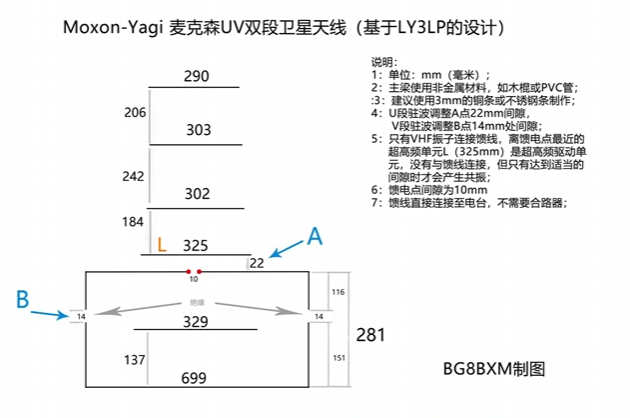 Moxon-Yagi 麦克森UV双段卫星天线（基于LY3LP的设计）
说明：
1：单位：mm（毫米）；
2：主梁使用非金属材料，如木棍或PVC管；
:3：建议使用3mm的铜条或不锈钢条制作；
4：U段驻波调整A点22mm间隙，
V段驻波调整B点14mm处间隙；
5：只有VHF振子连接馈线，离馈电点最近的
超高频单元L（325mm）是超高频驱动单
元，没有与馈线连接，但只有达到适当的
间隙时才会产生共振；
6：馈电点间隙为10mm
7：馈线直接连接至电台，不需要合路器；
290
206
303
242
302
184
L 325
A
22
10
116
B
14
绝缘
14
329
281
137
151
699
BG8BXM制图